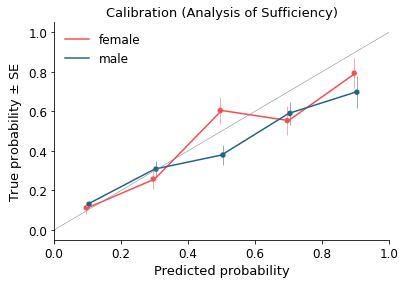 Calibration (Analysis of Sufficiency)
female
male
True probability ± SE
1.0
0.8
0.6
0.4
0.2
0.0
0.0 0.2 0.4 0.6 0.8 1.0
Predicted probability